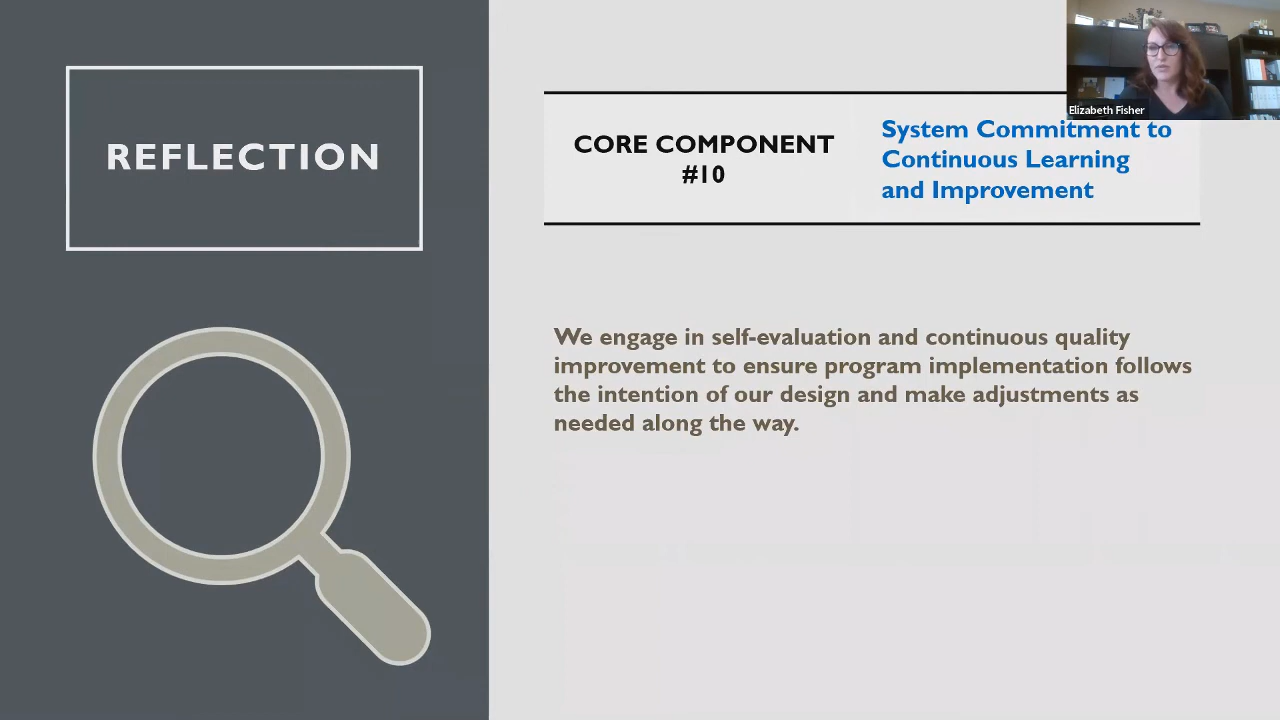 REFLECTION
CORE COMPONENT
#10
System Commitment to
Continuous Learning
and Improvement
Elizabeth Fisher
We engage in self-evaluation and continuous quality
improvement to ensure program implementation follows
the intention of our design and make adjustments as
needed along the way.